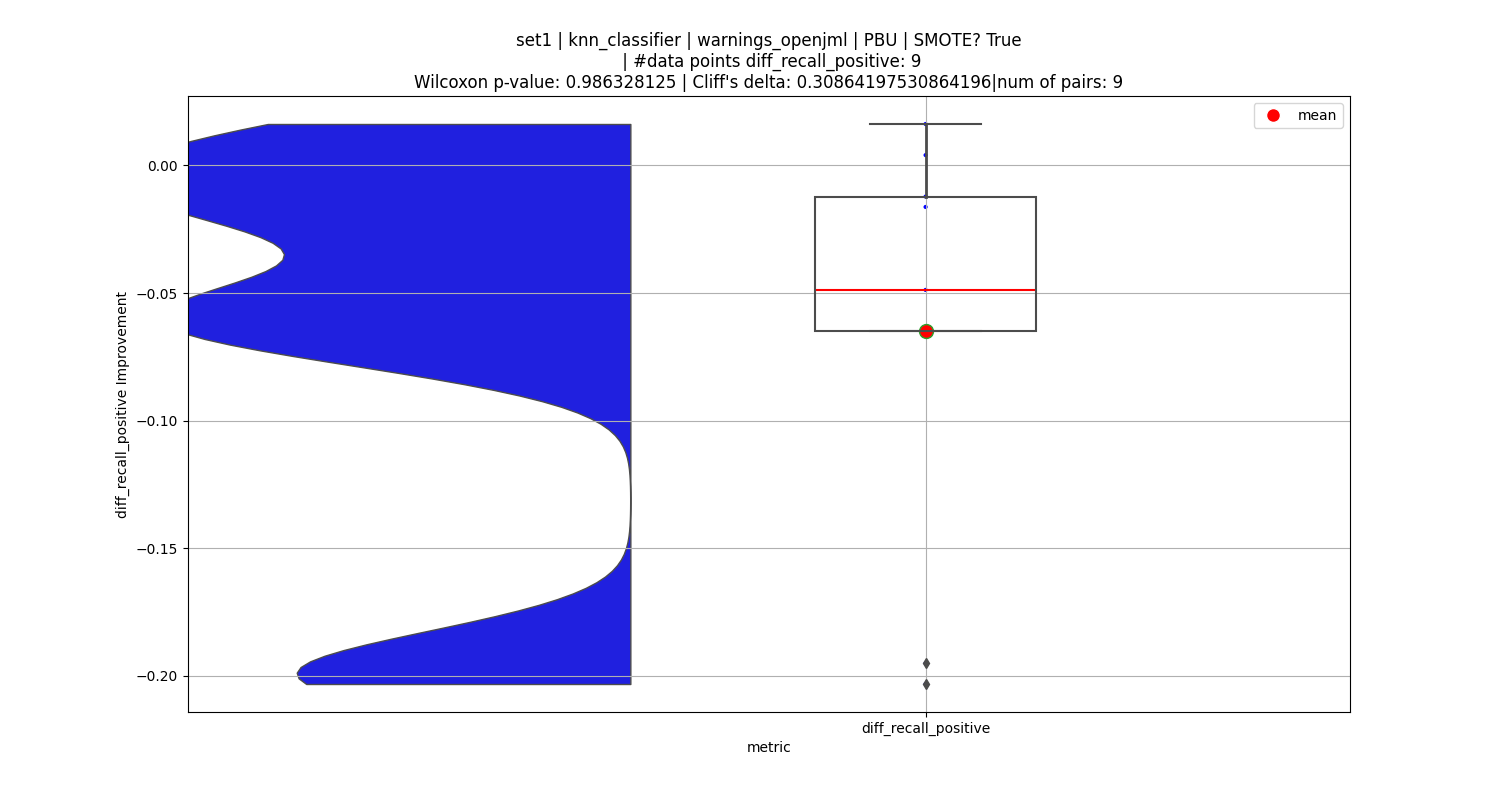 set1 | knn_classifier | warnings_openjml | PBU | SMOTE? True
| #data points diff_recall_positive: 9
Wilcoxon p-value: 0.986328125 | Cliff's delta: 0.30864197530864196|num of pairs: 9
mean
0.00
−0.05
−0.10
−0.15
−0.20
diff_recall_positive Improvement
diff_recall_positive
metric